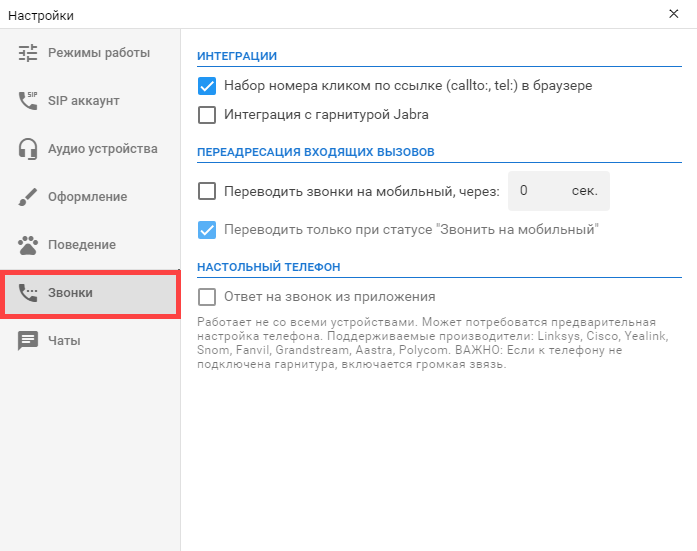 Настройки
Режимы работы
SIP
SIP аккаунт
Аудио устройства
Оформление
Поведение
Звонки
Чаты
ИНТЕГРАЦИИ
Набор номера кликом по ссылке (callto:, tel:) в браузере
Интеграция с гарнитурой Jabra
ПЕРЕАДРЕСАЦИЯ ВХОДЯЩИХ ВЫЗОВОВ
Переводить звонки на мобильный, через: 0 сек.
Переводить только при статусе "Звонить на мобильный"
НАСТОЛЬНЫЙ ТЕЛЕФОН
Ответ на звонок из приложения
Работает не со всеми устройствами. Может потребоватся предварительная
настройка телефона. Поддерживаемые производители: Linksys, Cisco, Yealink,
Snom, Fanvil, Grandstream, Aastra, Polycom. ВАЖНО: Если к телефону не
подключена гарнитура, включается громкая звязь.